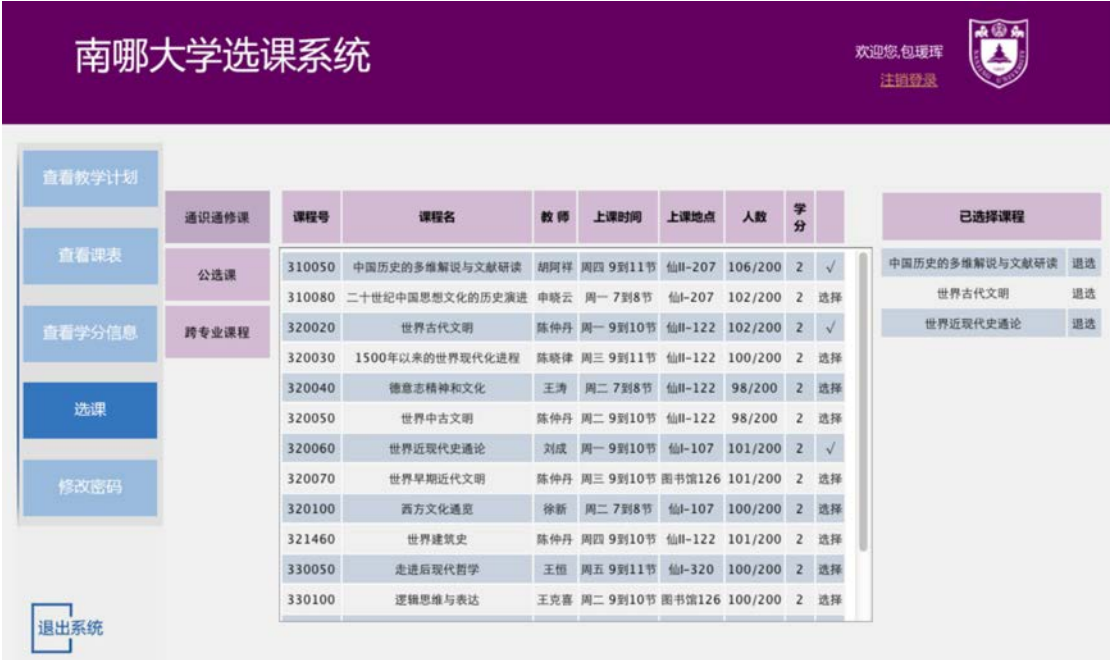 南哪大学选课系统
欢迎您,包瑗珲
注销登录
查看教学计划
查看课表
查看学分信息
选课
修改密码
退出系统
通识通修课
公选课
跨专业课程
课程号 课程名 教 师 上课时间 上课地点 人数 学分
310050 中国历史的多维解说与文献研读 胡阿祥 周四 9到11节 仙II-207 106/200 2 √
310080 二十世纪中国思想文化的历史演进 申晓云 周一 7到8节 仙I-207 102/200 2 选择
320020 世界古代文明 陈仲丹 周一 9到10节 仙II-122 102/200 2 √
320030 1500年以来的世界现代化进程 陈晓律 周三 9到11节 仙II-122 100/200 2 选择
320040 德意志精神和文化 王涛 周二 7到8节 仙II-122 98/200 2 选择
320050 世界中古文明 陈仲丹 周二 9到10节 仙II-122 98/200 2 选择
320060 世界近现代史通论 刘成 周一 9到10节 仙I-107 101/200 2 √
320070 世界早期近代文明 陈仲丹 周三 9到10节 图书馆126 101/200 2 选择
320100 西方文化通览 徐新 周二 7到8节 仙I-107 100/200 2 选择
321460 世界建筑史 陈仲丹 周四 9到10节 仙II-122 101/200 2 选择
330050 走进后现代哲学 王恒 周五 9到11节 仙I-320 100/200 2 选择
330100 逻辑思维与表达 王克喜 周二 9到10节 图书馆126 100/200 2 选择
已选择课程
中国历史的多维解说与文献研读 退选
世界古代文明 退选
世界近现代史通论 退选